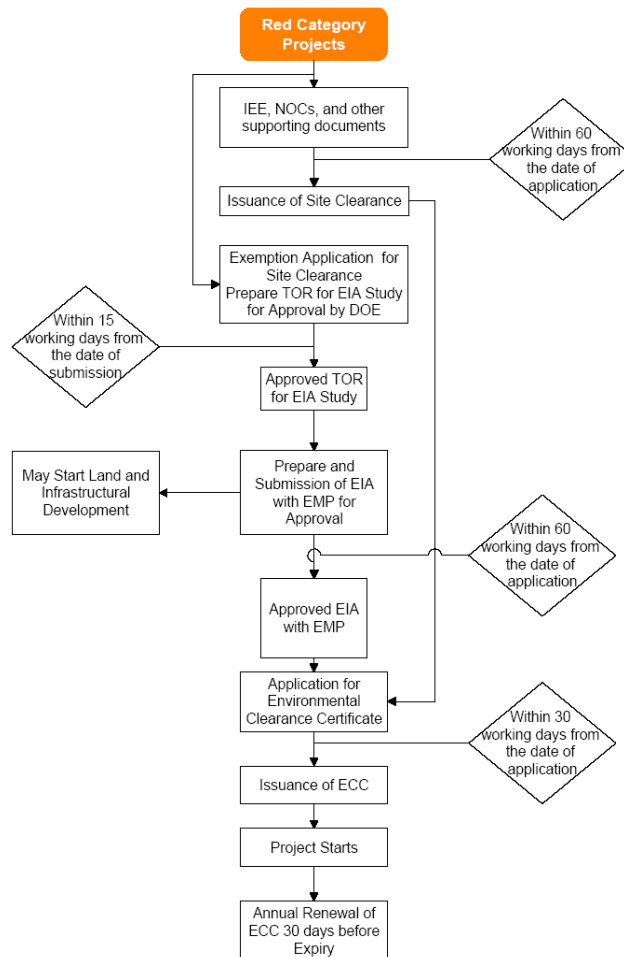 Red Category
Projects
IEE, NOCs, and other
supporting documents
Within 60
working days from
the date of
application
Issuance of Site Clearance
Exemption Application for
Site Clearance
Prepare TOR for EIA Study
for Approval by DOE
Within 15
working days from
the date of
submission
Approved TOR
for EIA Study
May Start Land and
Infrastructural
Development
Prepare and
Submission of EIA
with EMP for
Approval
Within 60
working days from
the date of
application
Approved EIA
with EMP
Application for
Environmental
Clearance Certificate
Within 30
working days from
the date of
application
Issuance of ECC
Project Starts
Annual Renewal of
ECC 30 days before
Expiry